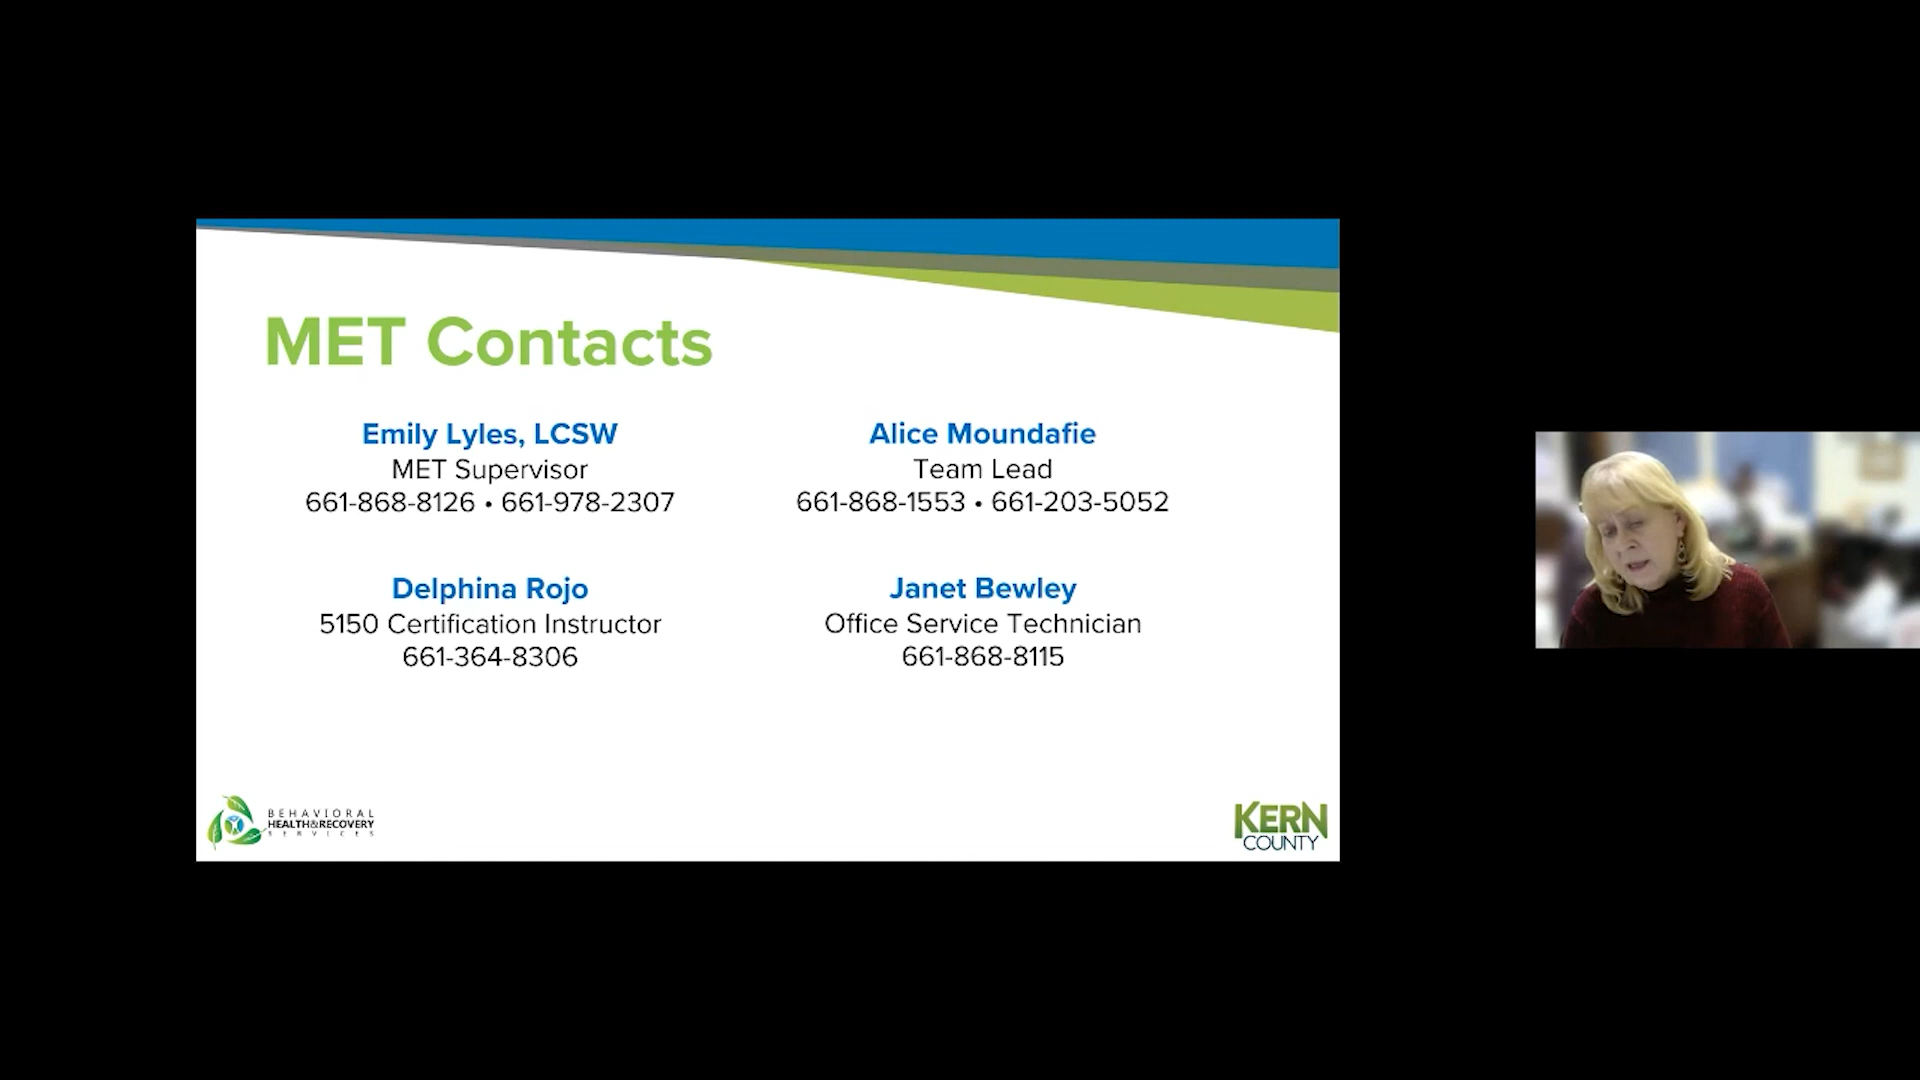 MET Contacts
Emily Lyles, LCSW
MET Supervisor
661-868-8126 • 661-978-2307
Alice Moundafie
Team Lead
661-868-1553 • 661-203-5052
Delphina Rojo
5150 Certification Instructor
661-364-8306
Janet Bewley
Office Service Technician
661-868-8115
BEHAVIORAL
HEALTH&RECOVERY
SERVICES
KERN
COUNTY